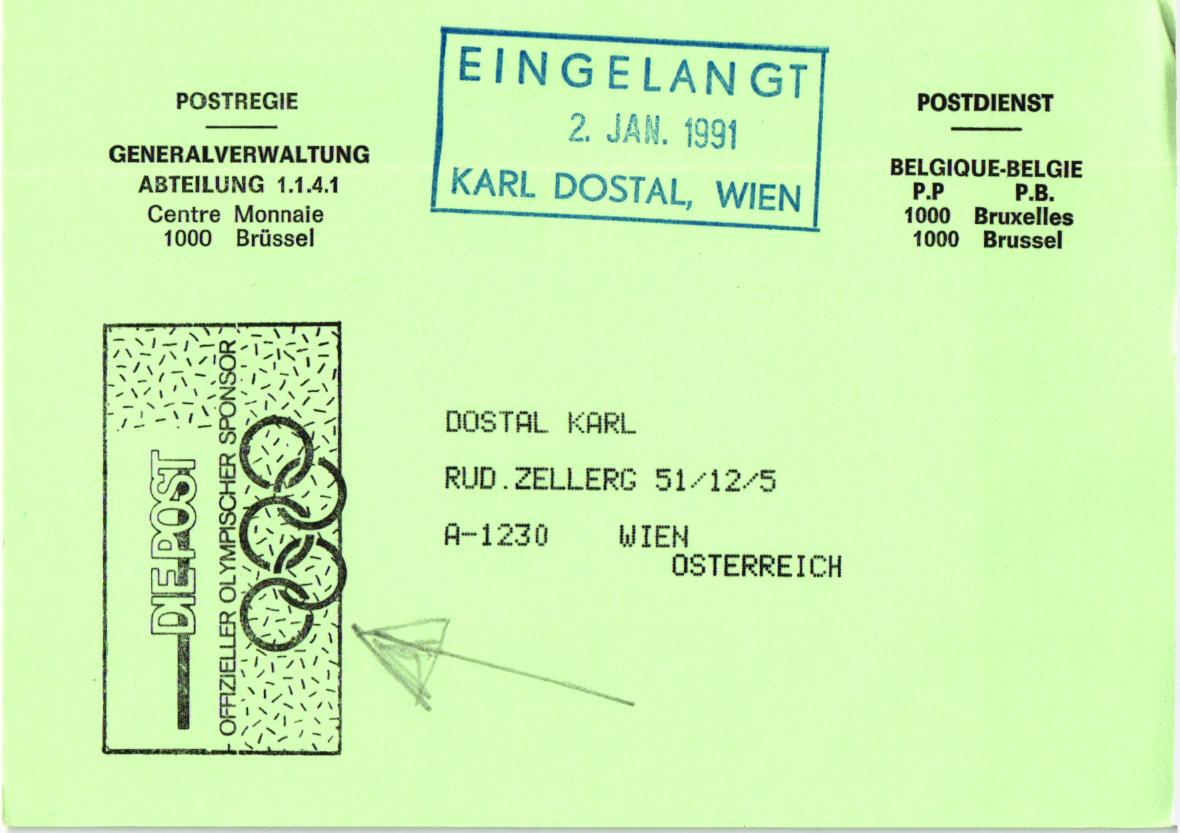 POSTREGIE
GENERALVERWALTUNG
ABTEILUNG 1.1.4.1
Centre Monnaie
1000 Brüssel
EINGELANGT
2. JAN. 1991
KARL DOSTAL, WIEN
POSTDIENST
BELGIQUE-BELGIE
P.P P.B.
1000 Bruxelles
1000 Brussel
DIE POST
OFFIZIELLER OLYMPISCHER SPONSOR
DOSTAL KARL
RUD.ZELLERG 51/12/5
A-1230 WIEN
OSTERREICH